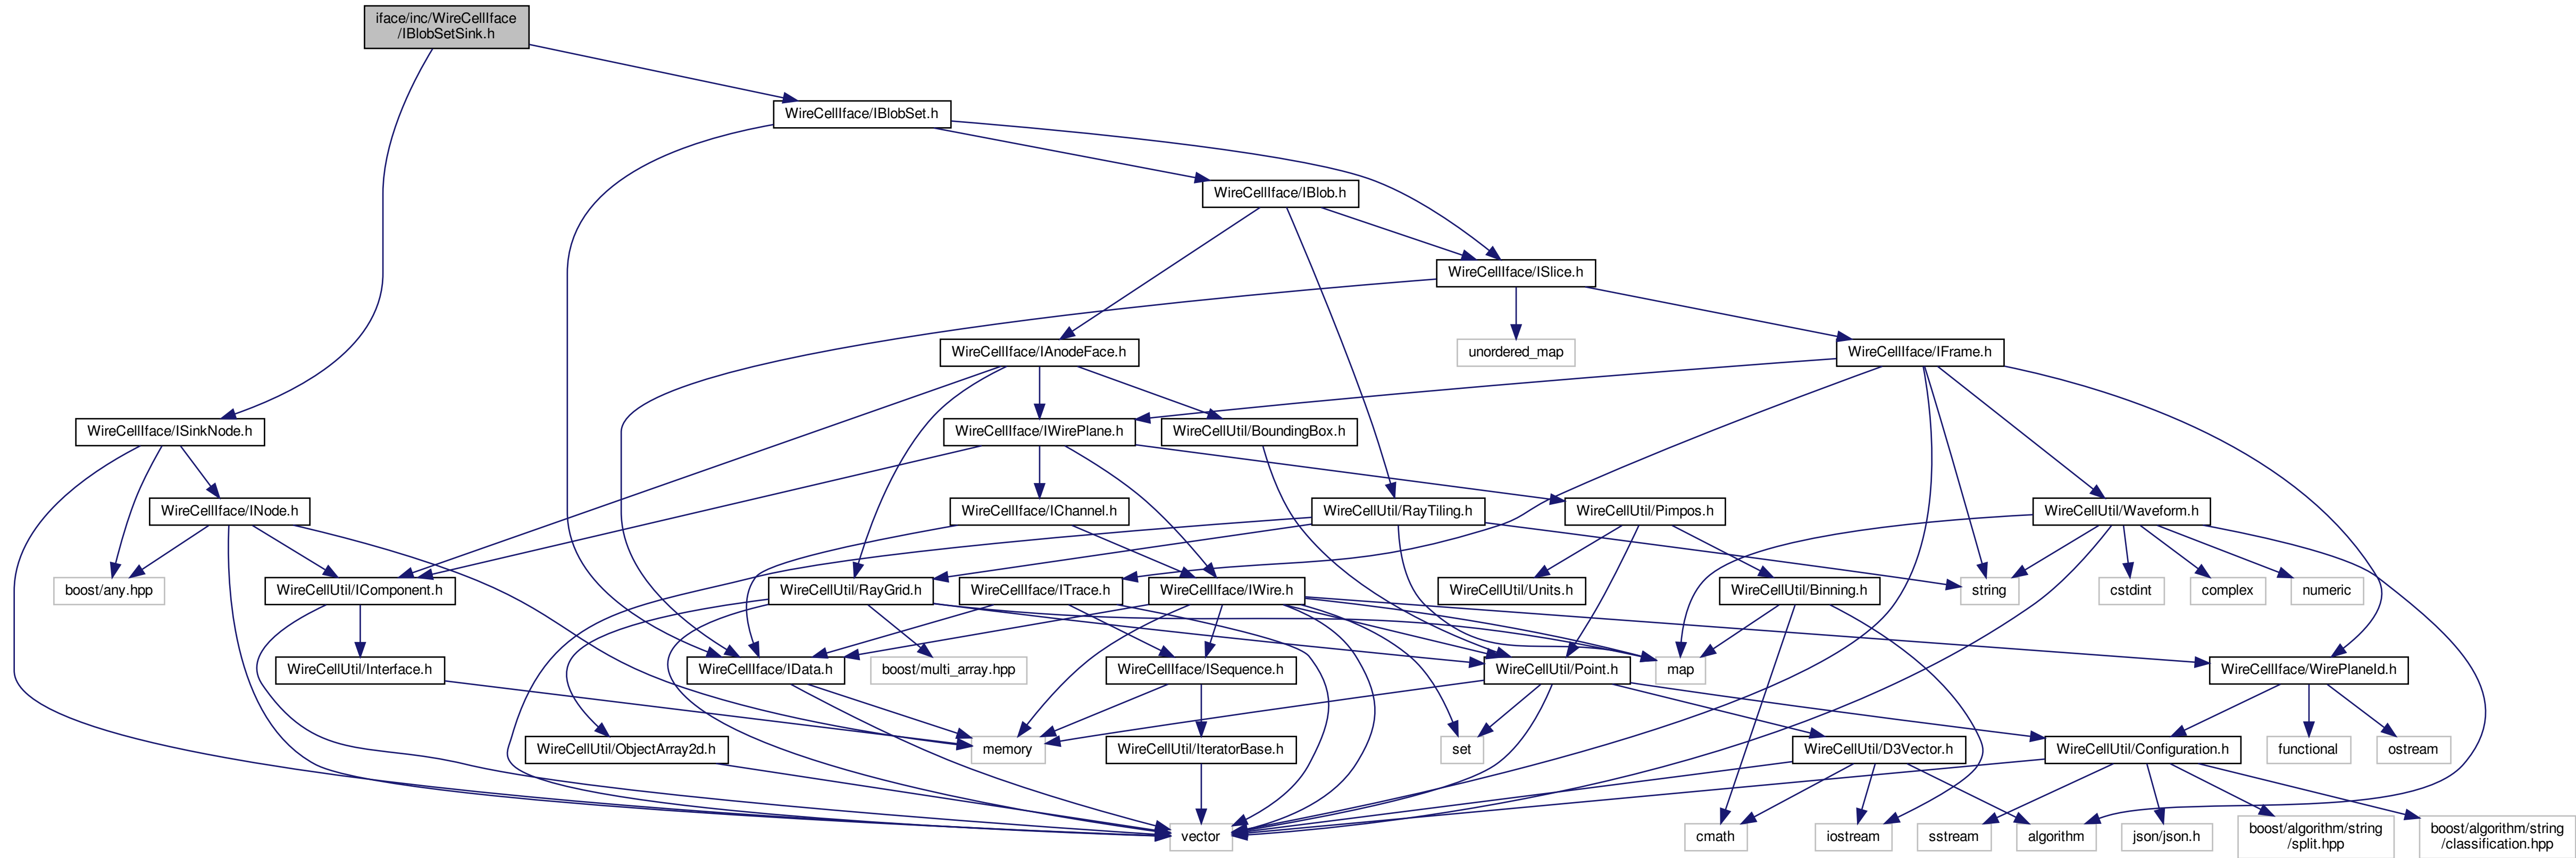 iface/inc/WireCellIface
/IBlobSetSink.h
WireCellIface/IBlobSet.h
WireCellIface/IBlob.h
WireCellIface/ISlice.h
WireCellIface/IAnodeFace.h
unordered_map
WireCellIface/IFrame.h
WireCellIface/ISinkNode.h
WireCellIface/IWirePlane.h
WireCellUtil/BoundingBox.h
WireCellIface/INode.h
WireCellIface/IChannel.h
WireCellUtil/RayTiling.h
WireCellUtil/Pimpos.h
WireCellUtil/Waveform.h
boost/any.hpp
WireCellUtil/IComponent.h
WireCellUtil/RayGrid.h
WireCellIface/ITrace.h
WireCellIface/IWire.h
WireCellUtil/Units.h
WireCellUtil/Binning.h
string
cstdint
complex
numeric
WireCellUtil/Interface.h
WireCellIface/IData.h
boost/multi_array.hpp
WireCellIface/ISequence.h
WireCellUtil/Point.h
map
WireCellIface/WirePlaneId.h
WireCellUtil/ObjectArray2d.h
memory
WireCellUtil/IteratorBase.h
set
WireCellUtil/D3Vector.h
WireCellUtil/Configuration.h
functional
ostream
vector
cmath
iostream
sstream
algorithm
json/json.h
boost/algorithm/string
/split.hpp
boost/algorithm/string
/classification.hpp